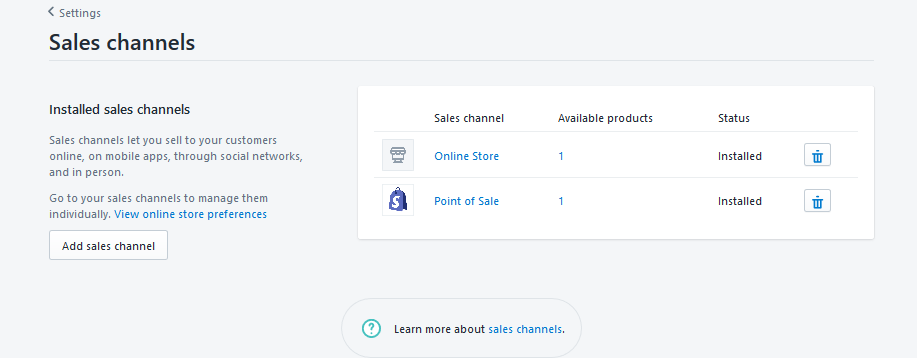 Settings
Sales channels
Installed sales channels
Sales channels let you sell to your customers
online, on mobile apps, through social networks,
and in person.
Go to your sales channels to manage them
individually. View online store preferences
Add sales channel
Sales channel Available products Status
Online Store 1 Installed
Point of Sale 1 Installed
Learn more about sales channels.